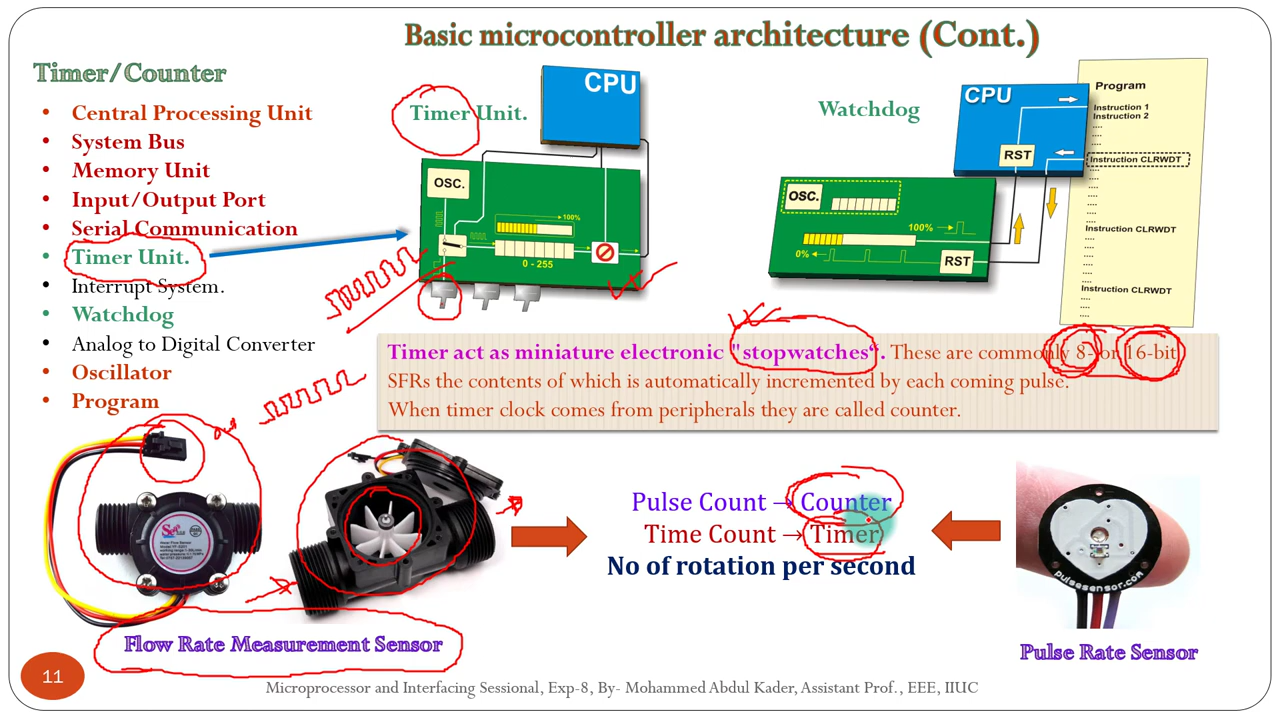 Basic microcontroller architecture (Cont.)
Timer/Counter
• Central Processing Unit
• System Bus
• Memory Unit
• Input/Output Port
• Serial Communication
• Timer Unit.
• Interrupt System.
• Watchdog
• Analog to Digital Converter
• Oscillator
• Program
Timer Unit.
CPU
OSC.
100%
0 - 255
Watchdog
CPU
RST
OSC.
100%
0%
RST
Program
Instruction 1
Instruction 2
....
....
Instruction CLRWDT
....
....
....
....
....
....
Instruction CLRWDT
....
....
....
....
Instruction CLRWDT
....
....
Timer act as miniature electronic "stopwatches". These are commonly 8- or 16-bit
SFRs the contents of which is automatically incremented by each coming pulse.
When timer clock comes from peripherals they are called counter.
out
Pulse Count → Counter
Time Count → Timer
No of rotation per second
pulsesensor.com
Flow Rate Measurement Sensor
Pulse Rate Sensor
11
Microprocessor and Interfacing Sessional, Exp-8, By- Mohammed Abdul Kader, Assistant Prof., EEE, IIUC